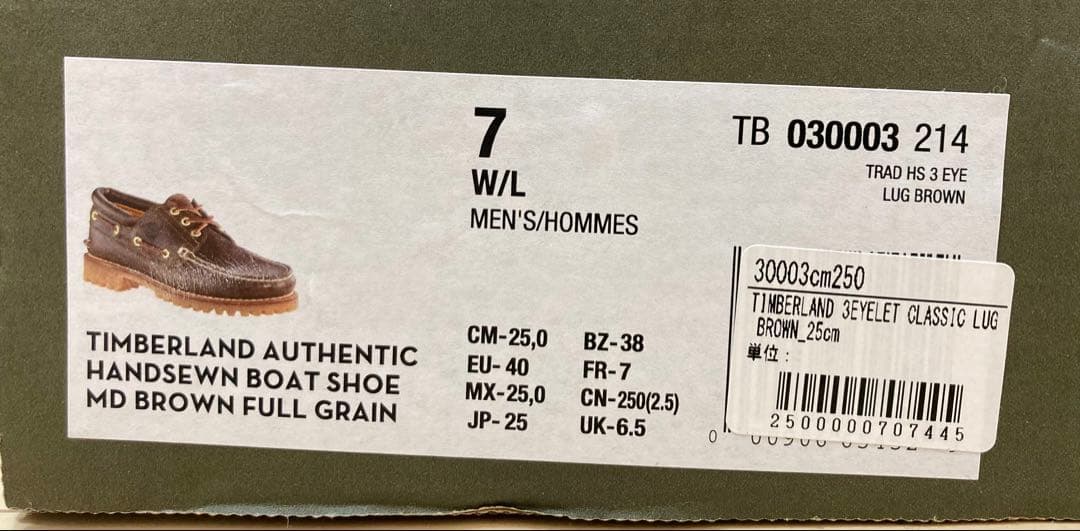 7
W/L
MEN'S/HOMMES
TB 030003 214
TRAD HS 3 EYE
LUG BROWN
TIMBERLAND AUTHENTIC
HANDSEWN BOAT SHOE
MD BROWN FULL GRAIN
CM-25,0 BZ-38
EU- 40 FR-7
MX-25,0 CN-250(2.5)
JP- 25 UK-6.5
30003cm250
TIMBERLAND 3EYELET CLASSIC LUG
BROWN_25cm
単位:
2500000707445
0